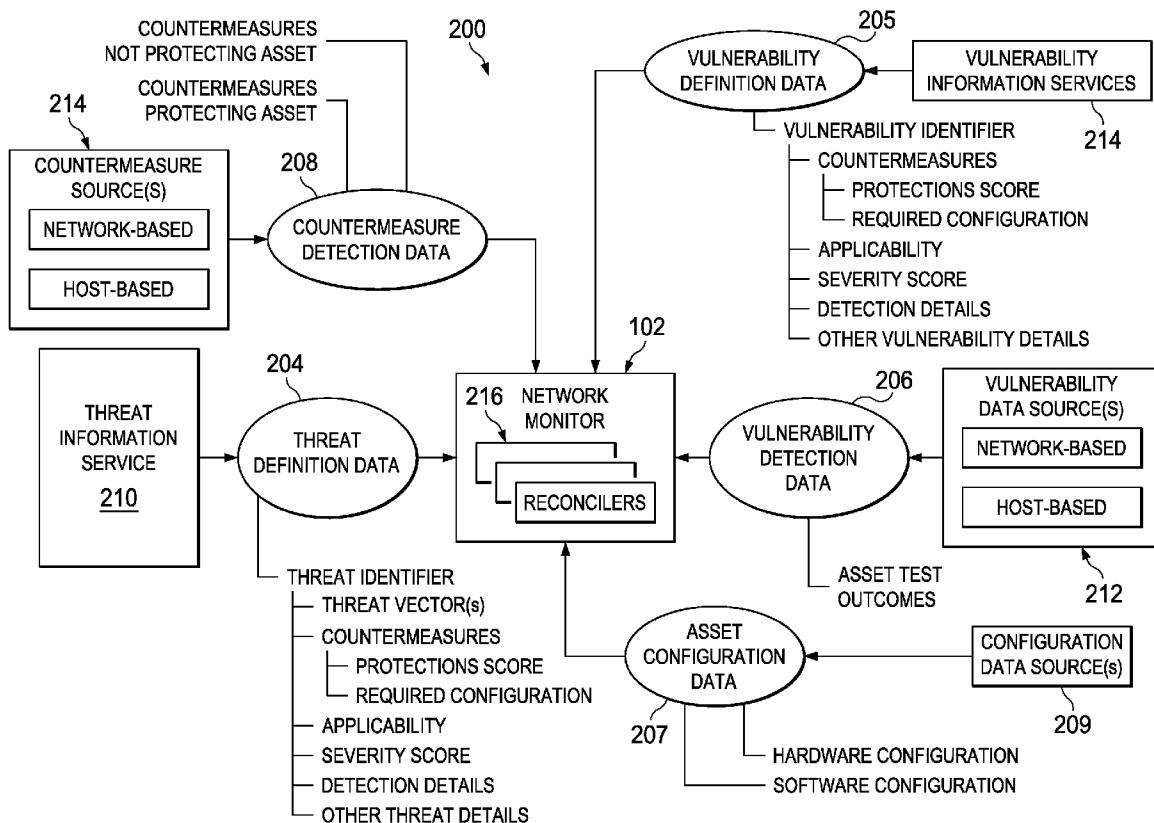 COUNTERMEASURES
NOT PROTECTING ASSET
COUNTERMEASURES
PROTECTING ASSET
200
214
COUNTERMEASURE
SOURCE(S)
NETWORK-BASED
HOST-BASED
208
COUNTERMEASURE
DETECTION DATA
205
VULNERABILITY
DEFINITION DATA
VULNERABILITY
INFORMATION SERVICES
214
VULNERABILITY IDENTIFIER
COUNTERMEASURES
PROTECTIONS SCORE
REQUIRED CONFIGURATION
APPLICABILITY
SEVERITY SCORE
DETECTION DETAILS
OTHER VULNERABILITY DETAILS
THREAT
INFORMATION
SERVICE
210
204
THREAT
DEFINITION DATA
102
NETWORK
MONITOR
216
RECONCILERS
206
VULNERABILITY
DETECTION
DATA
VULNERABILITY
DATA SOURCE(S)
NETWORK-BASED
HOST-BASED
212
ASSET TEST
OUTCOMES
THREAT IDENTIFIER
THREAT VECTOR(s)
COUNTERMEASURES
PROTECTIONS SCORE
REQUIRED CONFIGURATION
APPLICABILITY
SEVERITY SCORE
DETECTION DETAILS
OTHER THREAT DETAILS
ASSET
CONFIGURATION
DATA
207
CONFIGURATION
DATA SOURCE(s)
209
HARDWARE CONFIGURATION
SOFTWARE CONFIGURATION